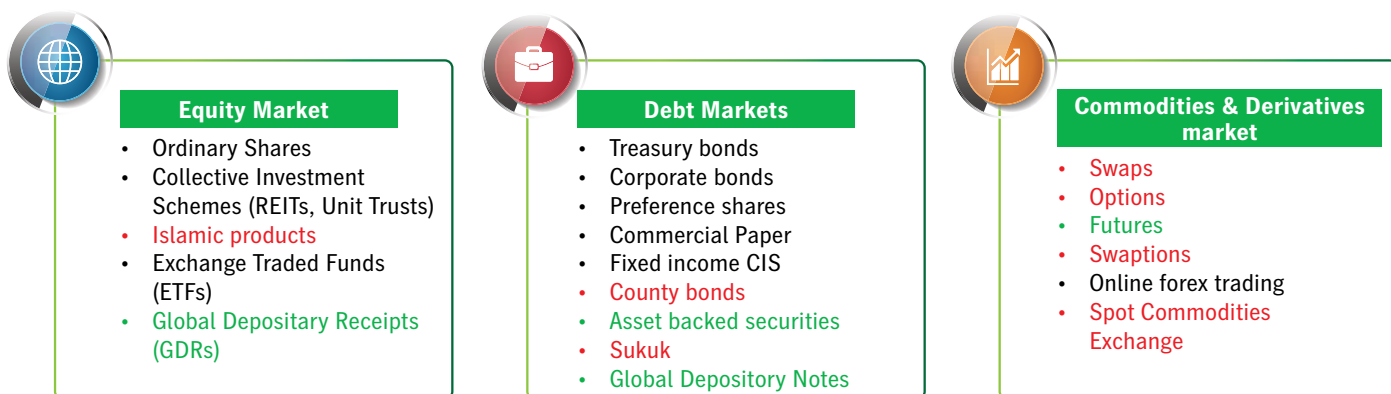 Equity Market
• Ordinary Shares
• Collective Investment
Schemes (REITs, Unit Trusts)
• Islamic products
• Exchange Traded Funds
(ETFs)
• Global Depositary Receipts
(GDRs)
Debt Markets
• Treasury bonds
• Corporate bonds
• Preference shares
• Commercial Paper
• Fixed income CIS
• County bonds
• Asset backed securities
• Sukuk
• Global Depository Notes
Commodities & Derivatives
market
• Swaps
• Options
• Futures
• Swaptions
• Online forex trading
• Spot Commodities
Exchange